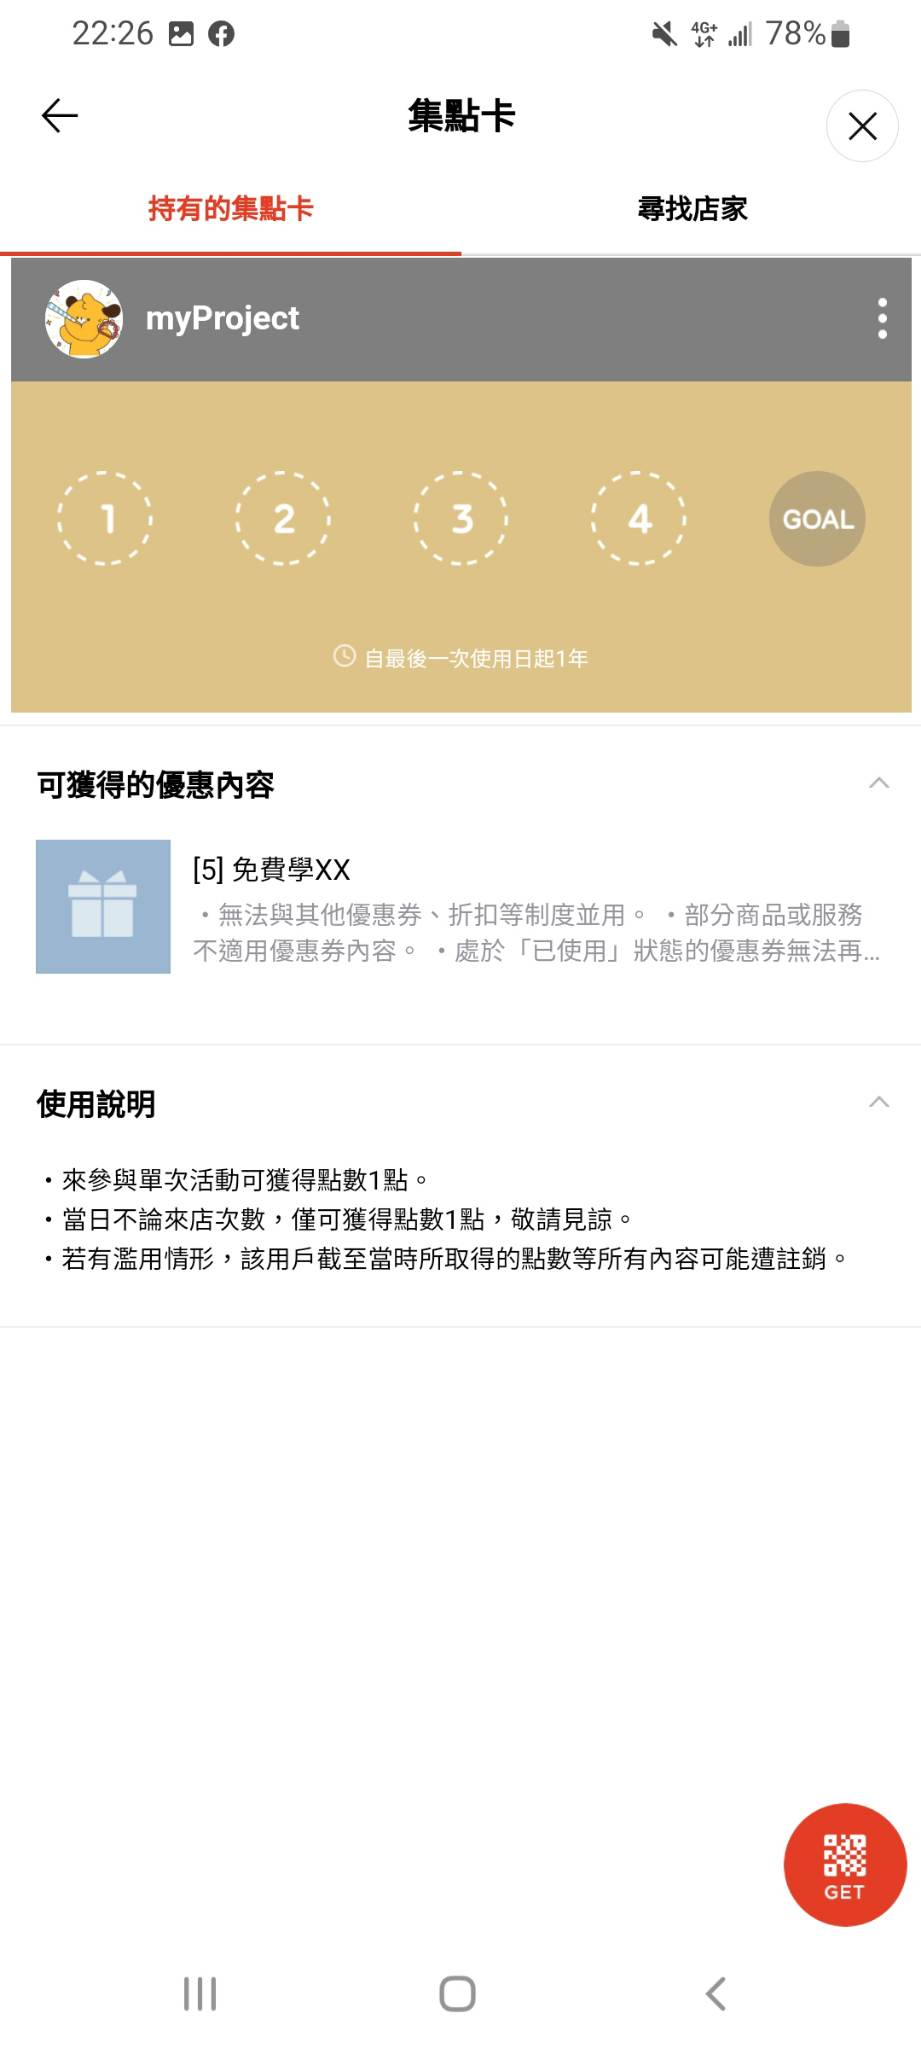 22:26 4G+ 78%
集點卡
持有的集點卡 尋找店家
myProject
1 2 3 4 GOAL
自最後一次使用日起1年
可獲得的優惠內容
[5] 免費學XX
・無法與其他優惠券、折扣等制度並用。 ・部分商品或服務
不適用優惠券內容。 ・處於「已使用」狀態的優惠券無法再...
使用說明
・來參與單次活動可獲得點數1點。
・當日不論來店次數，僅可獲得點數1點，敬請見諒。
・若有濫用情形，該用戶截至當時所取得的點數等所有內容可能遭註銷。
GET